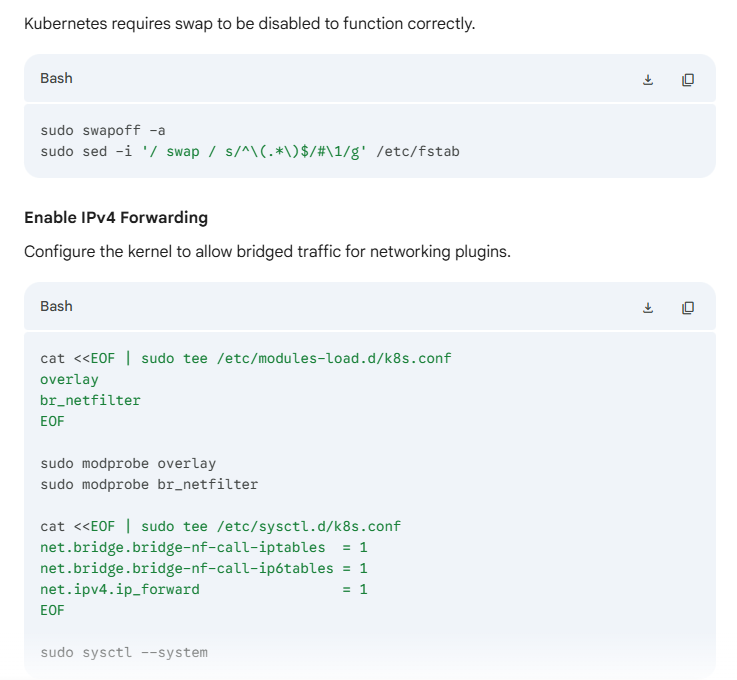 Kubernetes requires swap to be disabled to function correctly.
Bash
sudo swapoff -a
sudo sed -i '/ swap / s/^\(.*\)$/#\1/g' /etc/fstab
Enable IPv4 Forwarding
Configure the kernel to allow bridged traffic for networking plugins.
Bash
cat <<EOF | sudo tee /etc/modules-load.d/k8s.conf
overlay
br_netfilter
EOF
sudo modprobe overlay
sudo modprobe br_netfilter
cat <<EOF | sudo tee /etc/sysctl.d/k8s.conf
net.bridge.bridge-nf-call-iptables  = 1
net.bridge.bridge-nf-call-ip6tables = 1
net.ipv4.ip_forward                 = 1
EOF
sudo sysctl --system